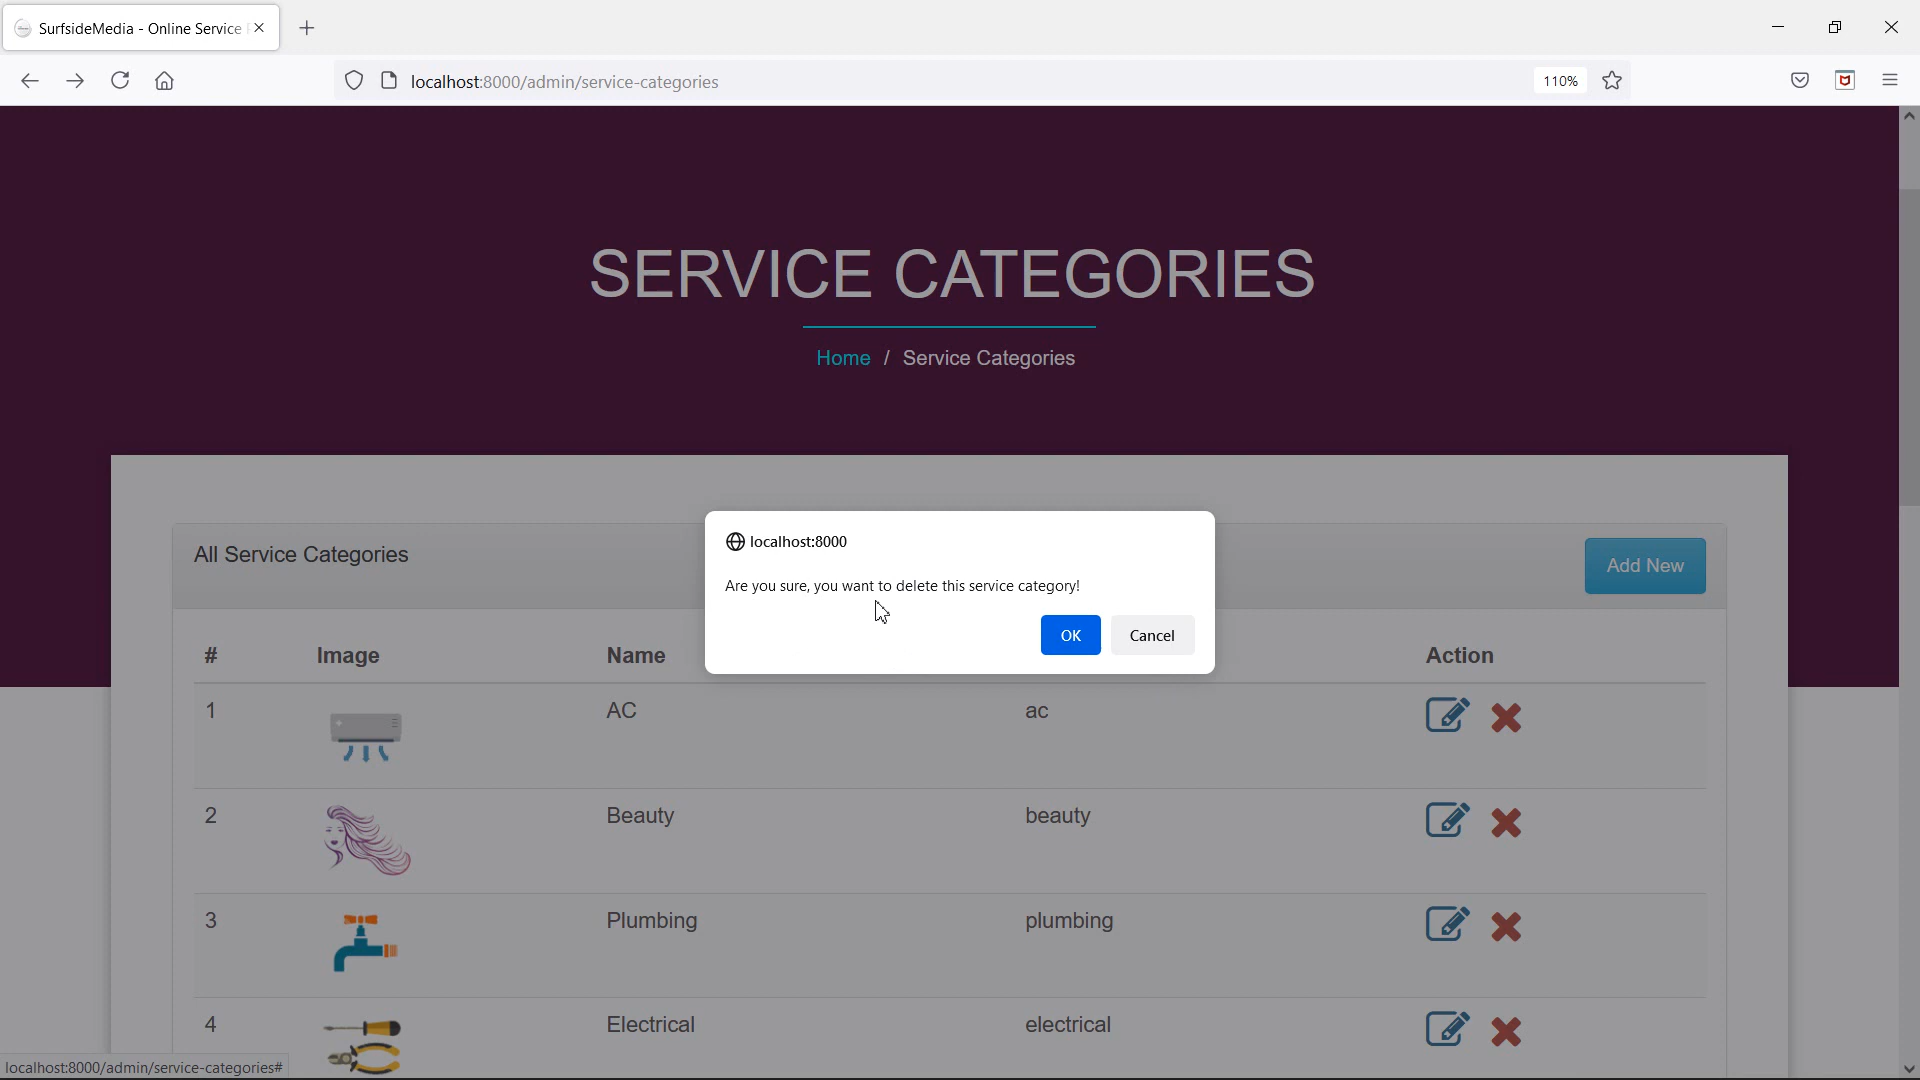 SurfsideMedia - Online Service
localhost:8000/admin/service-categories
110%
SERVICE CATEGORIES
Home / Service Categories
localhost:8000
Are you sure, you want to delete this service category!
OK Cancel
All Service Categories
Add New
# Image Name Action
1 AC ac
2 Beauty beauty
3 Plumbing plumbing
4 Electrical electrical
localhost:8000/admin/service-categories#